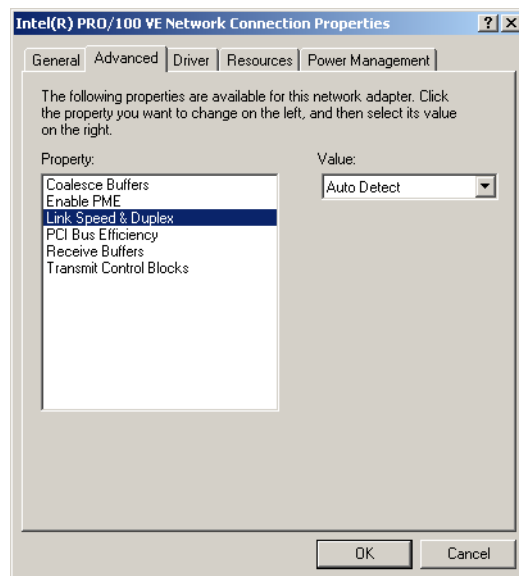 Intel(R) PRO/100 VE Network Connection Properties
General Advanced Driver Resources Power Management
The following properties are available for this network adapter. Click
the property you want to change on the left, and then select its value
on the right.
Property:
Value:
Coalesce Buffers
Enable PME
Link Speed & Duplex
PCI Bus Efficiency
Receive Buffers
Transmit Control Blocks
Auto Detect
OK
Cancel